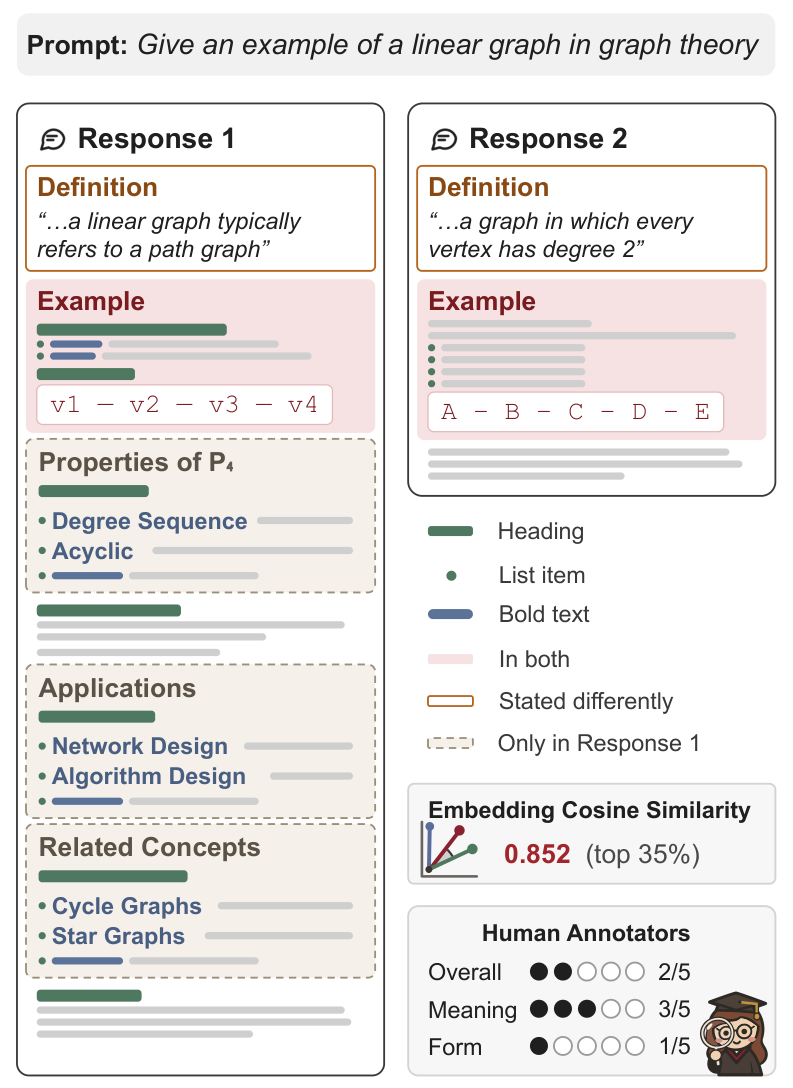 Prompt: Give an example of a linear graph in graph theory
Response 1
Definition
“…a linear graph typically
refers to a path graph”
Example
v1 — v2 — v3 — v4
Properties of P₄
Degree Sequence
Acyclic
Applications
Network Design
Algorithm Design
Related Concepts
Cycle Graphs
Star Graphs
Response 2
Definition
“…a graph in which every
vertex has degree 2”
Example
A – B – C – D – E
Heading
List item
Bold text
In both
Stated differently
Only in Response 1
Embedding Cosine Similarity
0.852 (top 35%)
Human Annotators
Overall 2/5
Meaning 3/5
Form 1/5